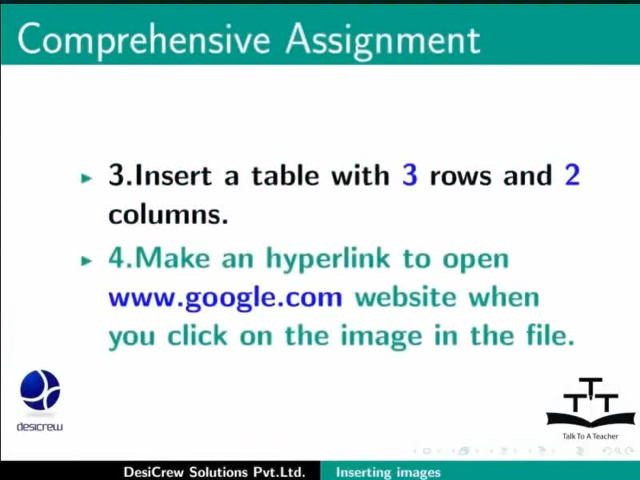 Comprehensive Assignment
3.Insert a table with 3 rows and 2
columns.
4.Make an hyperlink to open
www.google.com website when
you click on the image in the file.
desicrew
TTT
Talk To A Teacher
DesiCrew Solutions Pvt.Ltd. Inserting images